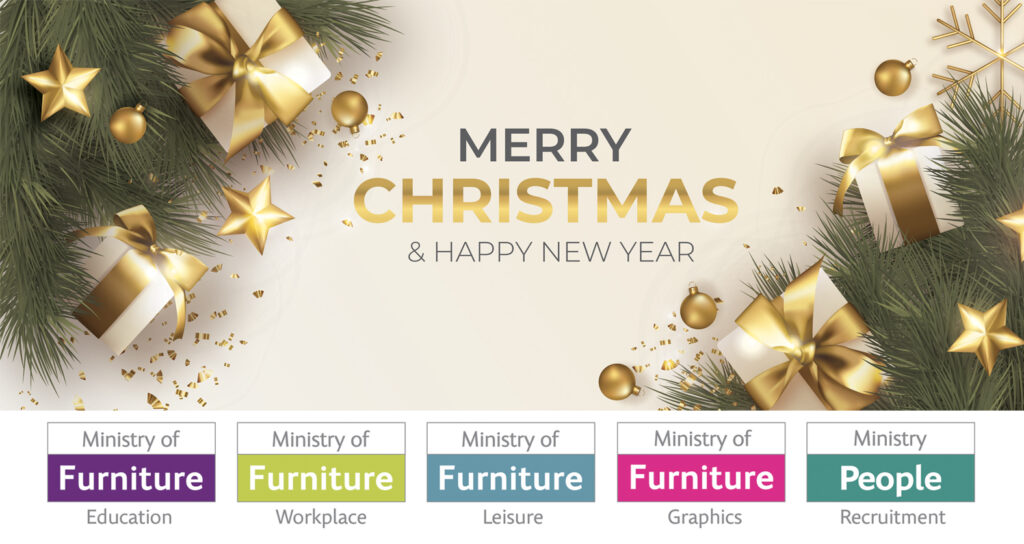 MERRY
CHRISTMAS
& HAPPY NEW YEAR
Ministry of
Furniture
Education
Ministry of
Furniture
Workplace
Ministry of
Furniture
Leisure
Ministry of
Furniture
Graphics
Ministry
People
Recruitment